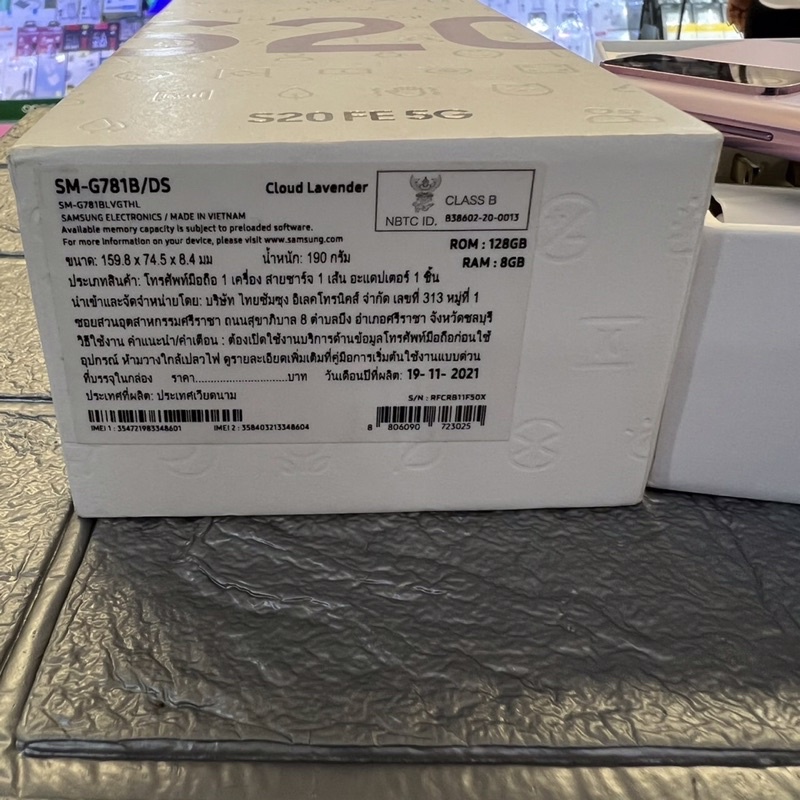 S20
S20 FE 5G
SM-G781B/DS
Cloud Lavender
SM-G781BLVGTHL
SAMSUNG ELECTRONICS / MADE IN VIETNAM
Available memory capacity is subject to preloaded software.
For more information on your device, please visit www.samsung.com
CLASS B
NBTC ID. B38602-20-0013
ROM : 128GB
RAM : 8GB
ขนาด: 159.8 x 74.5 x 8.4 มม น้ำหนัก: 190 กรัม
ประเภทสินค้า: โทรศัพท์มือถือ 1 เครื่อง สายชาร์จ 1 เส้น อะแดปเตอร์ 1 ชิ้น
นำเข้าและจัดจำหน่ายโดย: บริษัท ไทยซัมซุง อิเลคโทรนิคส์ จำกัด เลขที่ 313 หมู่ที่ 1
ซอยสวนอุตสาหกรรมศรีราชา ถนนสุขาภิบาล 8 ตำบลบึง อำเภอศรีราชา จังหวัดชลบุรี
วิธีใช้งาน คำแนะนำ/คำเตือน : ต้องเปิดใช้งานบริการด้านข้อมูลโทรศัพท์มือถือก่อนใช้
อุปกรณ์ ห้ามวางใกล้เปลวไฟ ดูรายละเอียดเพิ่มเติมที่คู่มือการเริ่มต้นใช้งานแบบด่วน
ที่บรรจุในกล่อง ราคา..............................บาท วันเดือนปีที่ผลิต: 19- 11- 2021
ประเทศที่ผลิต: ประเทศเวียดนาม
S/N : RFCRB11F50X
IMEI 1 : 354721983348601 IMEI 2 : 358403213348604
8 806090 723025